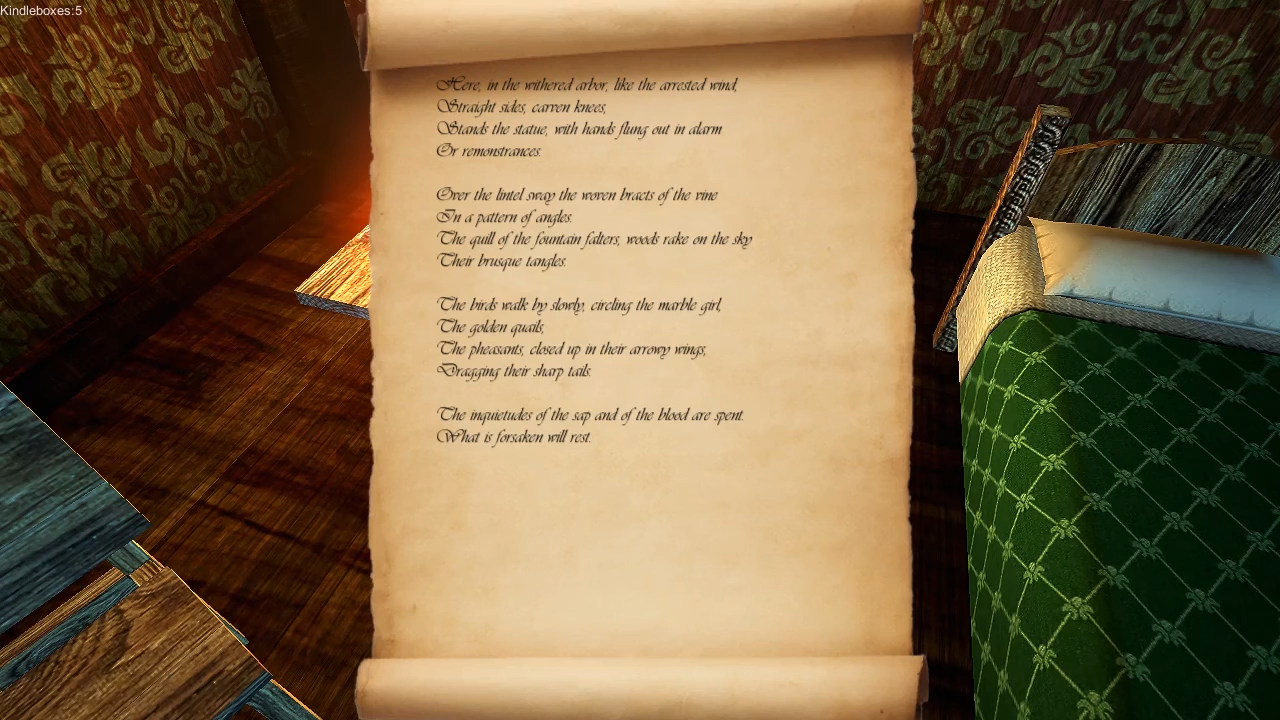 Kindleboxes:5
Here, in the withered arbor, like the arrested wind,
Straight sides, carven knees,
Stands the statue, with hands flung out in alarm
Or remonstrances.
Over the lintel sway the woven bracts of the vine
In a pattern of angles.
The quill of the fountain falters, woods rake on the sky
Their brusque tangles.
The birds walk by slowly, circling the marble girl,
The golden quails,
The pheasants, closed up in their arrowy wings,
Dragging their sharp tails.
The inquietudes of the sap and of the blood are spent.
What is forsaken will rest.